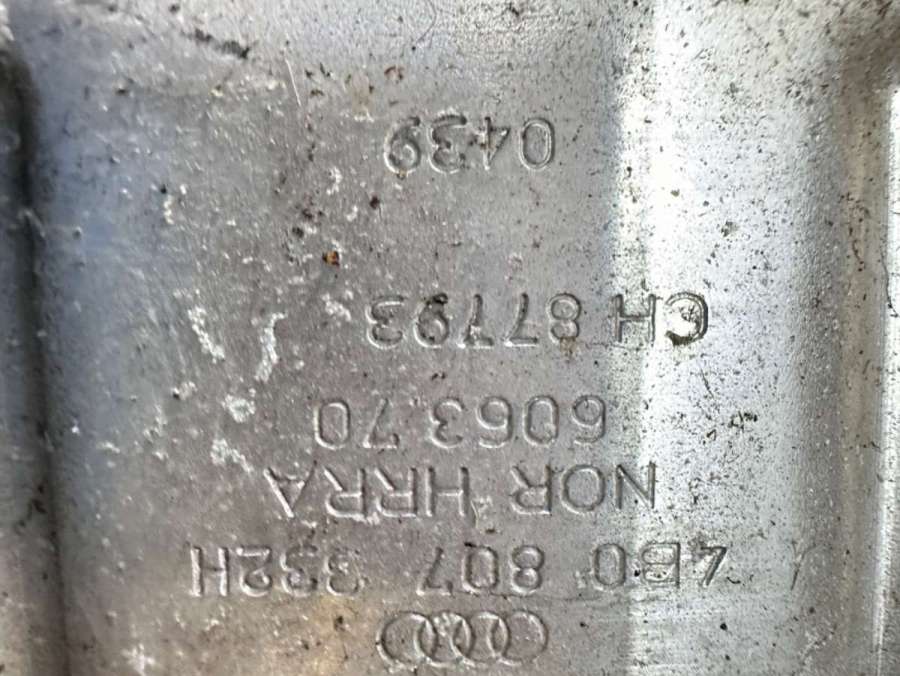 4B0 807 332H
NOR HRRA
6063.70
CH 87793
0439